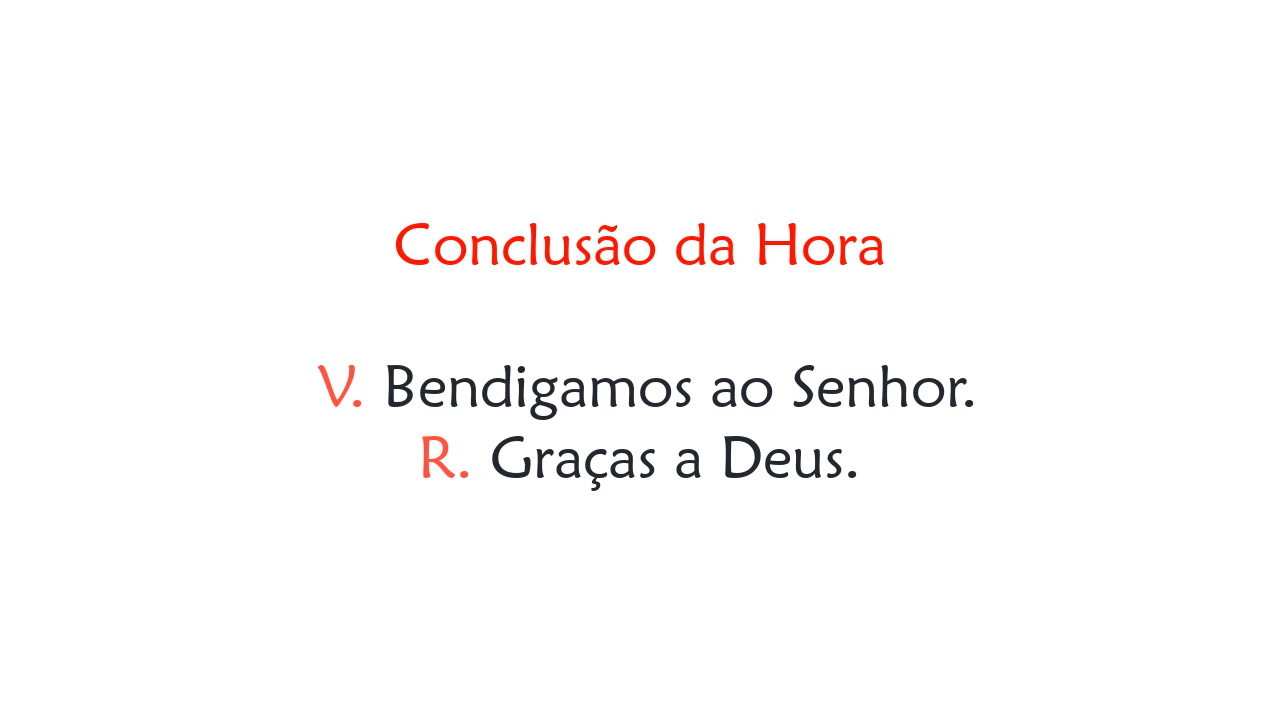 Conclusão da Hora
V. Bendigamos ao Senhor.
R. Graças a Deus.